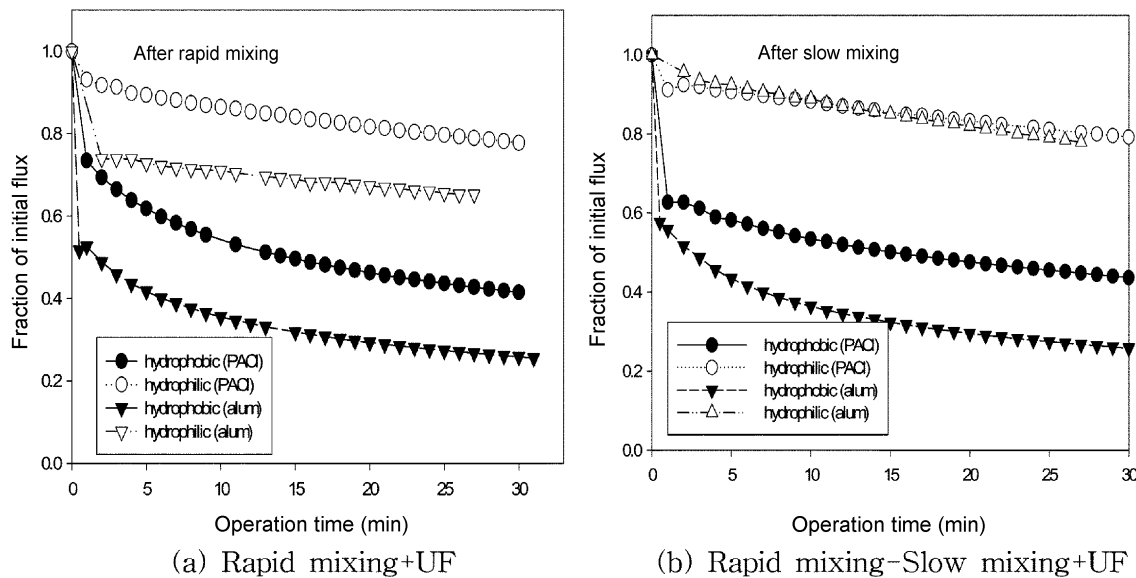 After rapid mixing
Fraction of initial flux
1.0
0.8
0.6
0.4
0.2
0.0
hydrophobic (PACl)
hydrophilic (PACl)
hydrophobic (alum)
hydrophilic (alum)
0 5 10 15 20 25 30
Operation time (min)
(a) Rapid mixing+UF
After slow mixing
Fraction of initial flux
1.0
0.8
0.6
0.4
0.2
0.0
hydrophobic (PACl)
hydrophilic (PACl)
hydrophobic (alum)
hydrophilic (alum)
0 5 10 15 20 25 30
Operation time (min)
(b) Rapid mixing-Slow mixing+UF